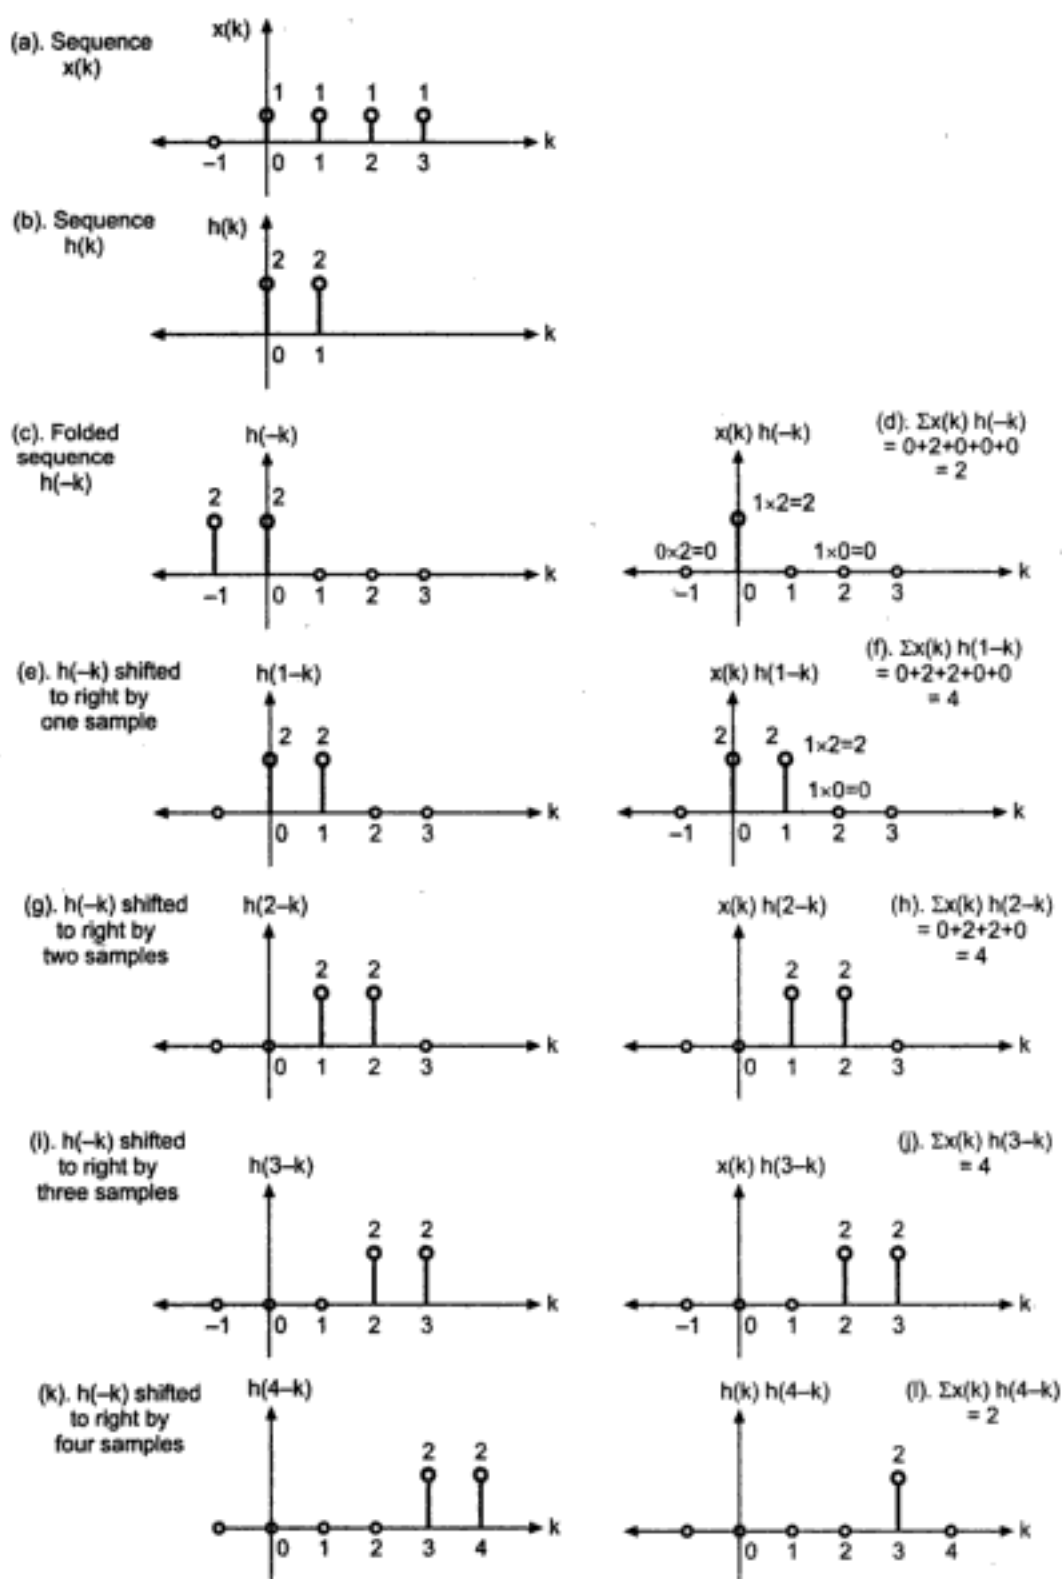 (a). Sequence
x(k)
x(k)
1 1 1 1
k
–1 0 1 2 3
(b). Sequence
h(k)
h(k)
2 2
k
0 1
(c). Folded
sequence
h(–k)
h(–k)
2 2
k
–1 0 1 2 3
x(k) h(–k)
(d). Σx(k) h(–k)
= 0+2+0+0+0
= 2
1×2=2
0×2=0 1×0=0
k
–1 0 1 2 3
(e). h(–k) shifted
to right by
one sample
h(1–k)
2 2
k
0 1 2 3
x(k) h(1–k)
(f). Σx(k) h(1–k)
= 0+2+2+0+0
= 4
2 2 1×2=2
1×0=0
k
–1 0 1 2 3
(g). h(–k) shifted
to right by
two samples
h(2–k)
2 2
k
0 1 2 3
x(k) h(2–k)
(h). Σx(k) h(2–k)
= 0+2+2+0
= 4
2 2
k
0 1 2 3
(i). h(–k) shifted
to right by
three samples
h(3–k)
2 2
k
–1 0 1 2 3
x(k) h(3–k)
(j). Σx(k) h(3–k)
= 4
2 2
k
–1 0 1 2 3
(k). h(–k) shifted
to right by
four samples
h(4–k)
2 2
k
0 1 2 3 4
h(k) h(4–k)
(l). Σx(k) h(4–k)
= 2
2
k
0 1 2 3 4